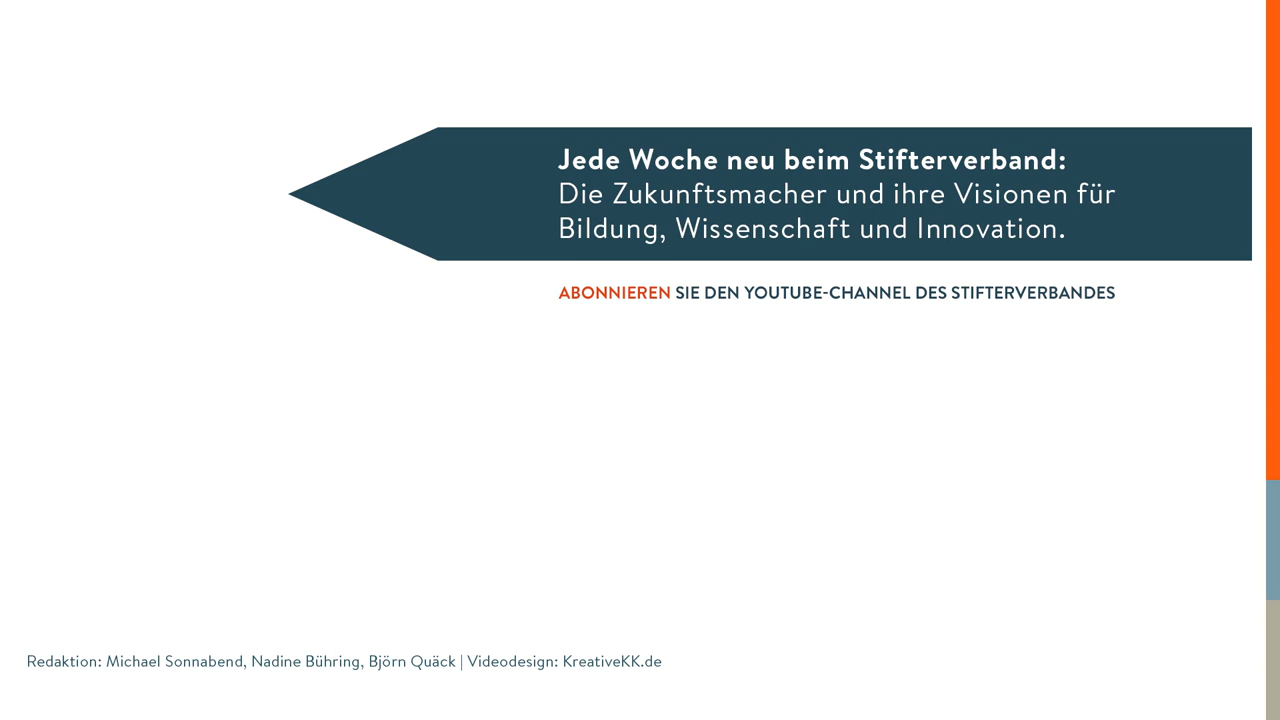 Jede Woche neu beim Stifterverband:
Die Zukunftsmacher und ihre Visionen für
Bildung, Wissenschaft und Innovation.
ABONNIEREN SIE DEN YOUTUBE-CHANNEL DES STIFTERVERBANDES
Redaktion: Michael Sonnabend, Nadine Bühring, Björn Quäck | Videodesign: KreativeKK.de